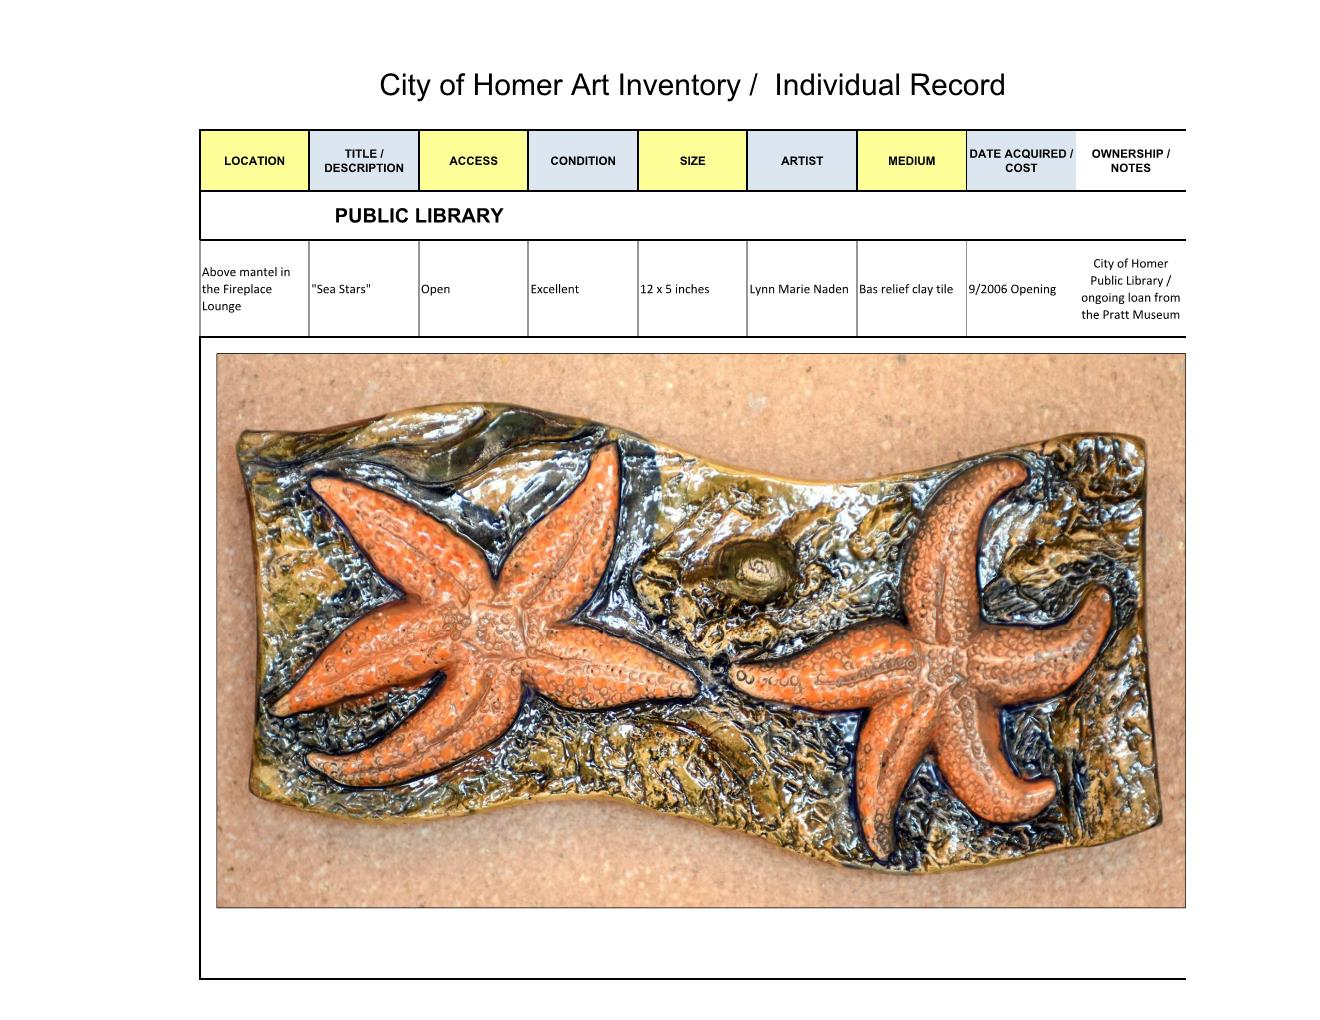 City of Homer Art Inventory /  Individual Record
LOCATION
TITLE /
DESCRIPTION
ACCESS
CONDITION
SIZE
ARTIST
MEDIUM
DATE ACQUIRED /
COST
OWNERSHIP /
NOTES
PUBLIC LIBRARY
Above mantel in
the Fireplace
Lounge
"Sea Stars"
Open
Excellent
12 x 5 inches
Lynn Marie Naden
Bas relief clay tile
9/2006 Opening
City of Homer
Public Library /
ongoing loan from
the Pratt Museum